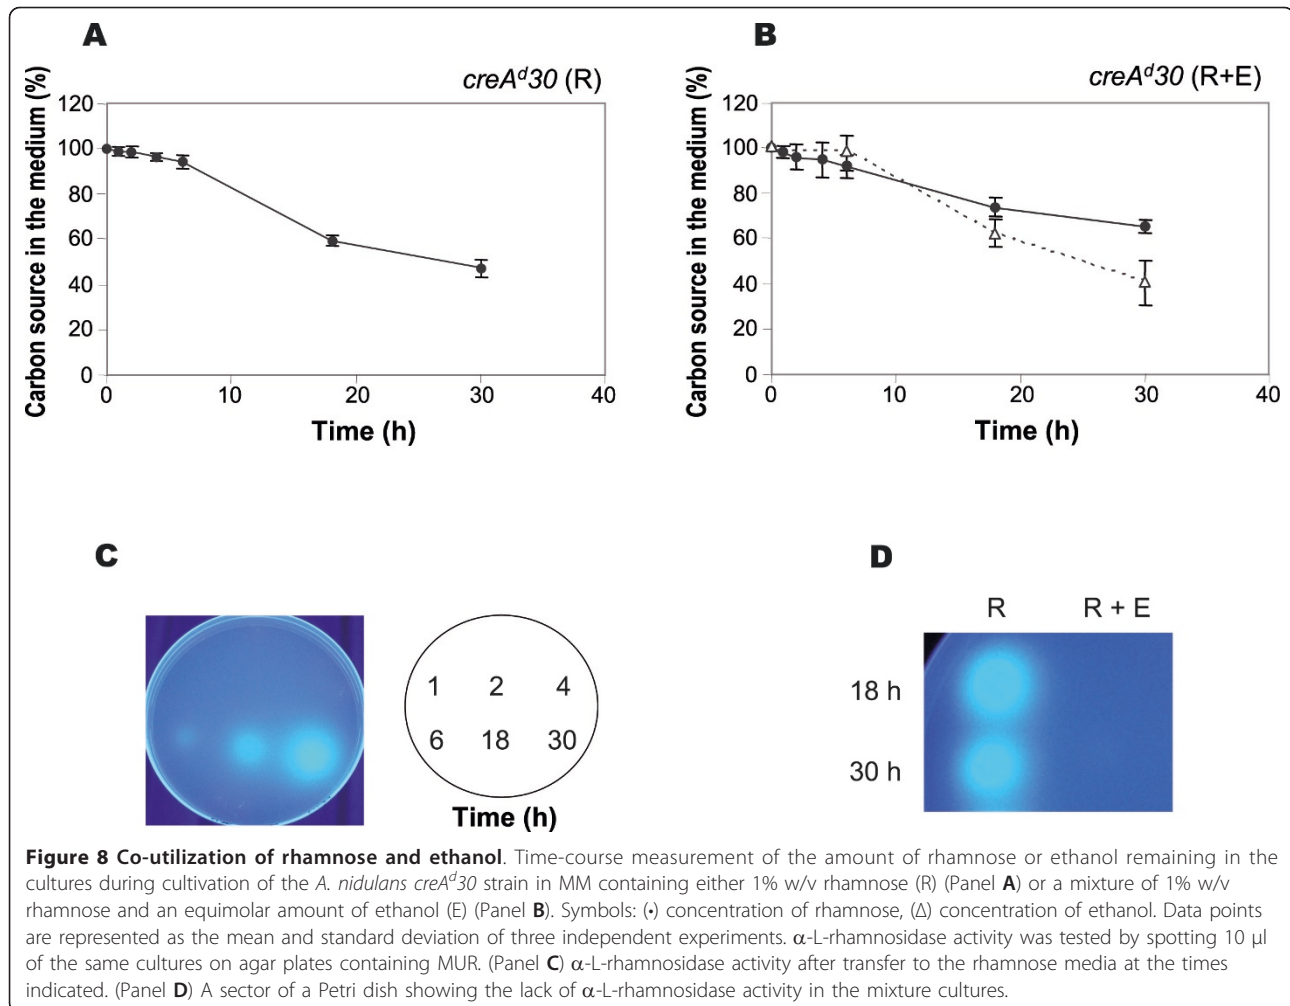 A
creAᵈ30 (R)
Carbon source in the medium (%)
120
100
80
60
40
20
0
0 10 20 30 40
Time (h)
B
creAᵈ30 (R+E)
Carbon source in the medium (%)
120
100
80
60
40
20
0
0 10 20 30 40
Time (h)
C
1 2 4
6 18 30
Time (h)
D
R R + E
18 h
30 h
Figure 8 Co-utilization of rhamnose and ethanol. Time-course measurement of the amount of rhamnose or ethanol remaining in the
cultures during cultivation of the A. nidulans creAᵈ30 strain in MM containing either 1% w/v rhamnose (R) (Panel A) or a mixture of 1% w/v
rhamnose and an equimolar amount of ethanol (E) (Panel B). Symbols: (•) concentration of rhamnose, (Δ) concentration of ethanol. Data points
are represented as the mean and standard deviation of three independent experiments. α-L-rhamnosidase activity was tested by spotting 10 μl
of the same cultures on agar plates containing MUR. (Panel C) α-L-rhamnosidase activity after transfer to the rhamnose media at the times
indicated. (Panel D) A sector of a Petri dish showing the lack of α-L-rhamnosidase activity in the mixture cultures.